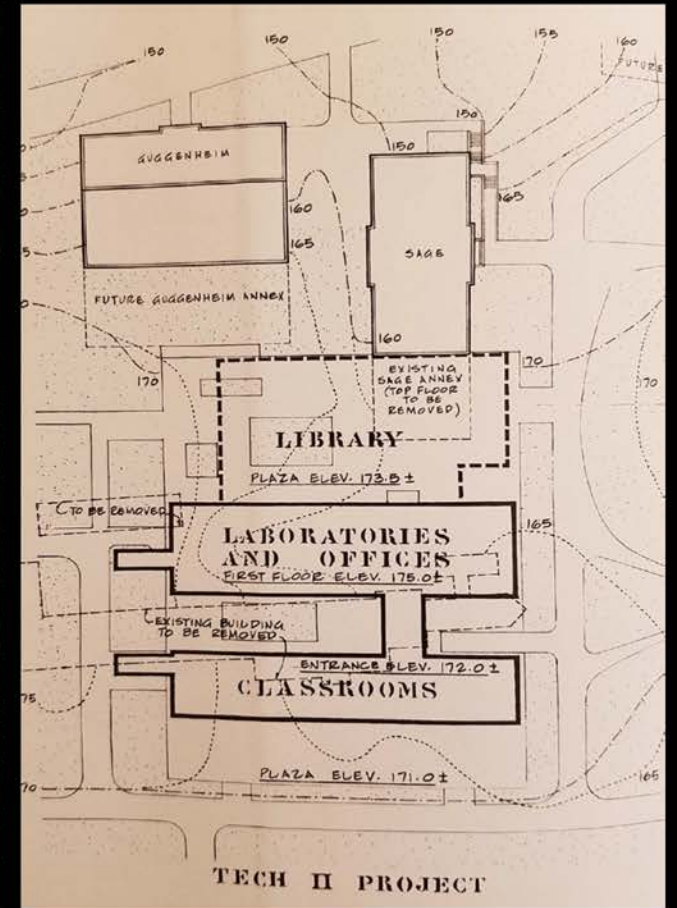 150
150
150
155
160
FUTURE
150
150
GUGGENHEIM
160
165
165
SAGE
FUTURE GUGGENHEIM ANNEX
160
170
170
170
EXISTING
SAGE ANNEX
(TOP FLOOR
TO BE
REMOVED)
LIBRARY
PLAZA ELEV. 173.5±
TO BE REMOVED
LABORATORIES
AND OFFICES
FIRST FLOOR ELEV. 175.0±
165
EXISTING BUILDING
TO BE REMOVED
ENTRANCE ELEV. 172.0±
CLASSROOMS
75
PLAZA ELEV. 171.0±
165
70
TECH II PROJECT